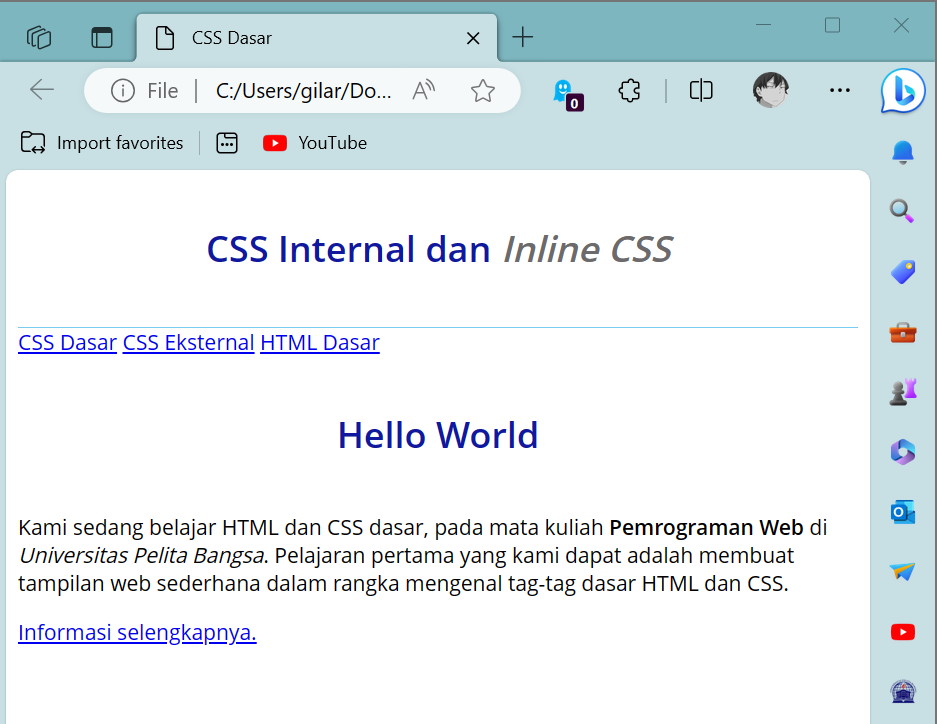 CSS Dasar
File C:/Users/gilar/Do...
0
Import favorites YouTube
CSS Internal dan Inline CSS
CSS Dasar CSS Eksternal HTML Dasar
Hello World
Kami sedang belajar HTML dan CSS dasar, pada mata kuliah Pemrograman Web di
Universitas Pelita Bangsa. Pelajaran pertama yang kami dapat adalah membuat
tampilan web sederhana dalam rangka mengenal tag-tag dasar HTML dan CSS.
Informasi selengkapnya.